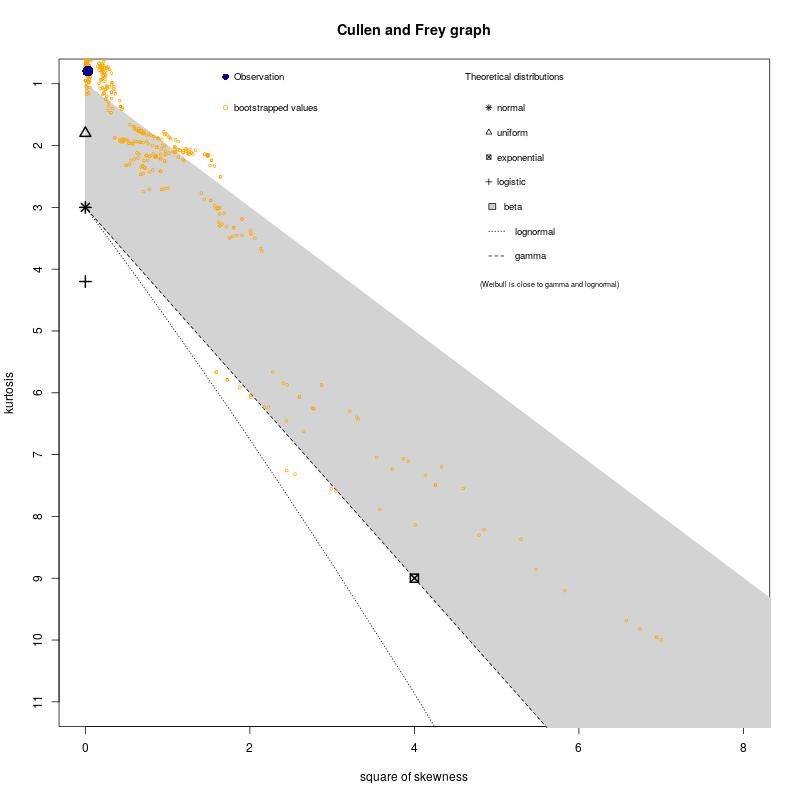 Cullen and Frey graph
Observation
bootstrapped values
Theoretical distributions
normal
uniform
exponential
logistic
beta
lognormal
gamma
(Weibull is close to gamma and lognormal)
kurtosis
1
2
3
4
5
6
7
8
9
10
11
0 2 4 6 8
square of skewness